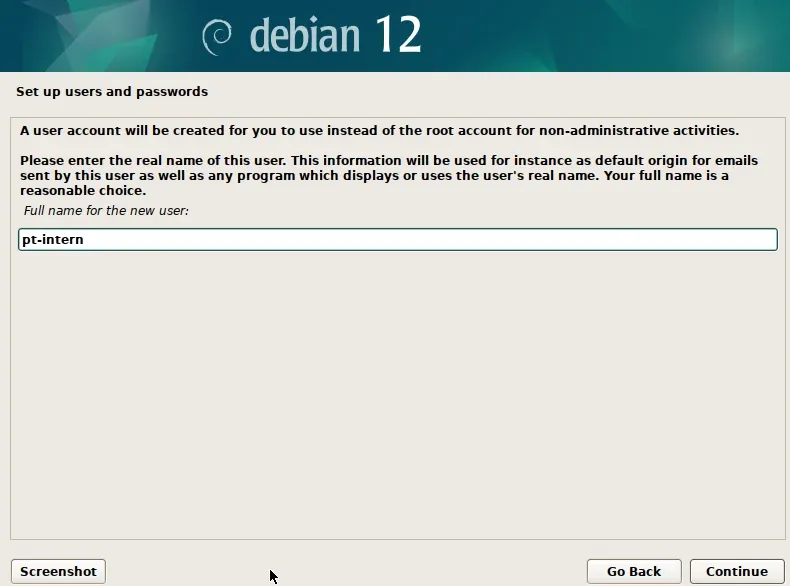 debian 12
Set up users and passwords
A user account will be created for you to use instead of the root account for non-administrative activities.
Please enter the real name of this user. This information will be used for instance as default origin for emails
sent by this user as well as any program which displays or uses the user's real name. Your full name is a
reasonable choice.
Full name for the new user:
pt-intern
Screenshot
Go Back
Continue